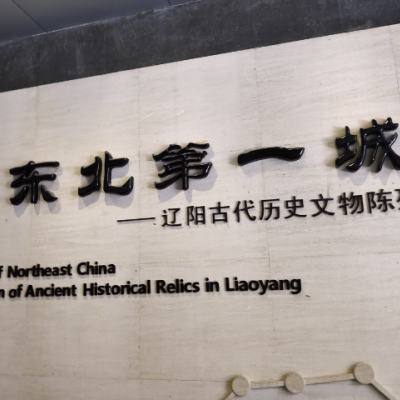 东北第一城
——辽阳古代历史文物陈
of Northeast China
of Ancient Historical Relics in Liaoyang